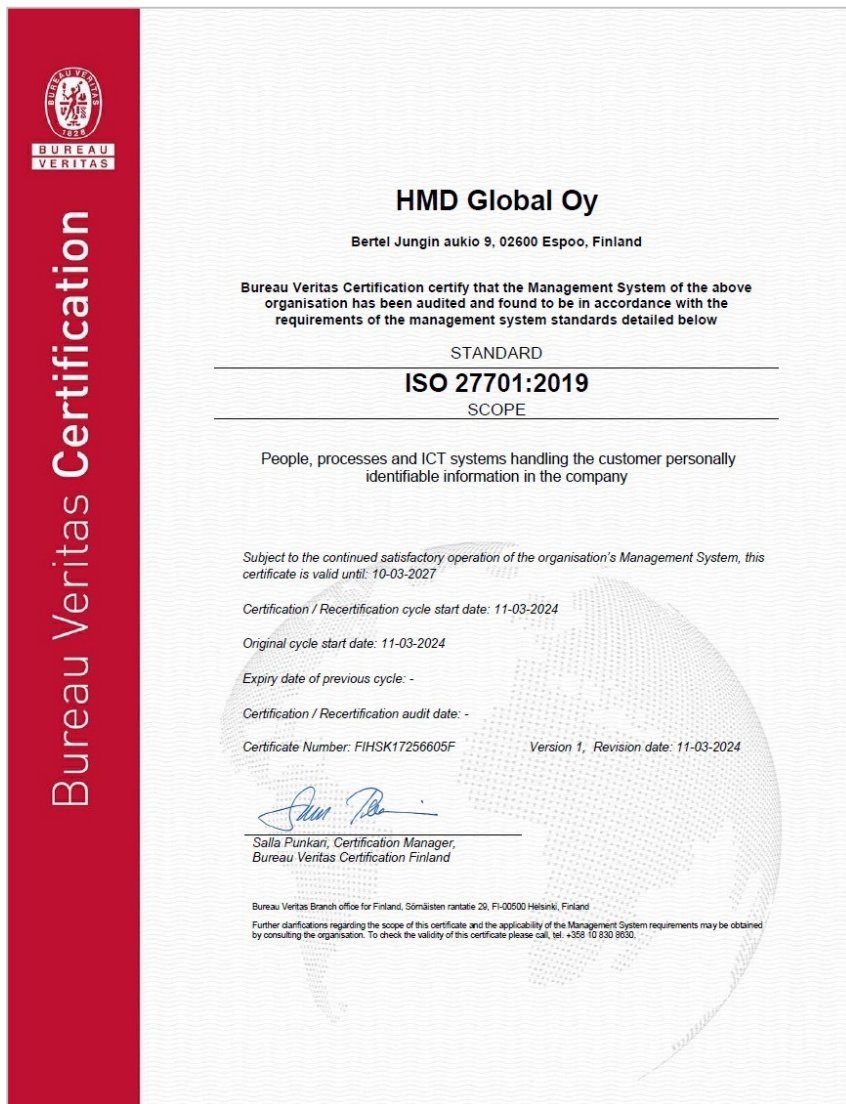 BUREAU VERITAS
1828
BUREAU
VERITAS
Bureau Veritas Certification
HMD Global Oy
Bertel Jungin aukio 9, 02600 Espoo, Finland
Bureau Veritas Certification certify that the Management System of the above
organisation has been audited and found to be in accordance with the
requirements of the management system standards detailed below
STANDARD
ISO 27701:2019
SCOPE
People, processes and ICT systems handling the customer personally
identifiable information in the company
Subject to the continued satisfactory operation of the organisation's Management System, this
certificate is valid until: 10-03-2027
Certification / Recertification cycle start date: 11-03-2024
Original cycle start date: 11-03-2024
Expiry date of previous cycle: -
Certification / Recertification audit date: -
Certificate Number: FIHSK17256605F Version 1, Revision date: 11-03-2024
Salla Punkari, Certification Manager,
Bureau Veritas Certification Finland
Bureau Veritas Branch office for Finland, Sörnäisten rantatie 29, FI-00500 Helsinki, Finland
Further clarifications regarding the scope of this certificate and the applicability of the Management System requirements may be obtained
by consulting the organisation. To check the validity of this certificate please call, tel. +358 10 830 8630.